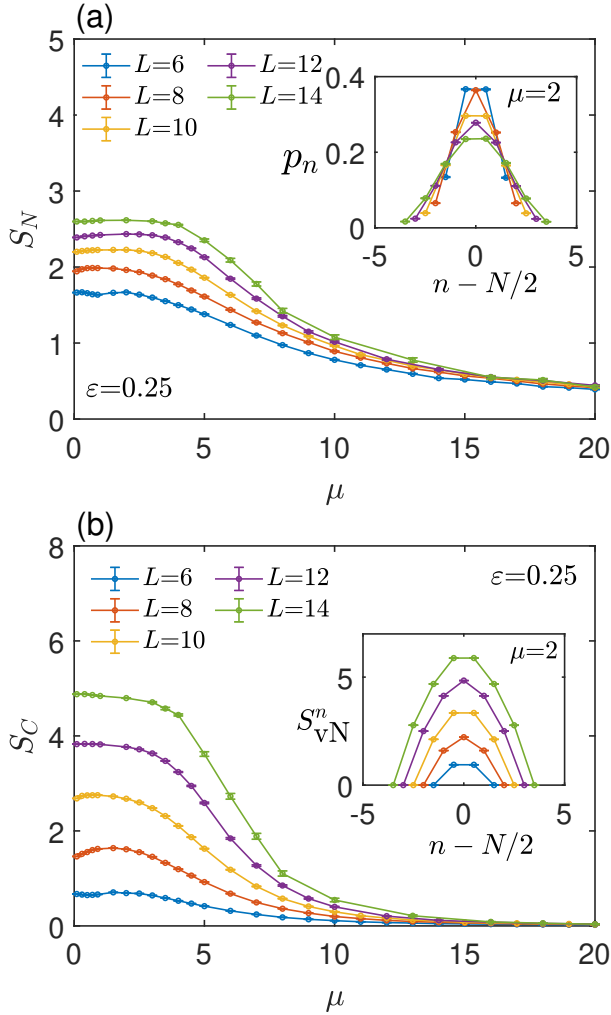 (a)
5
4
3
2
1
0
S_N
L=6
L=8
L=10
L=12
L=14
0.4
0.2
0
p_n
μ=2
-5
0
5
n − N/2
ε=0.25
0
5
10
15
20
μ
(b)
8
6
4
2
0
S_C
L=6
L=8
L=10
L=12
L=14
ε=0.25
5
0
S^n_vN
μ=2
-5
0
5
n − N/2
0
5
10
15
20
μ